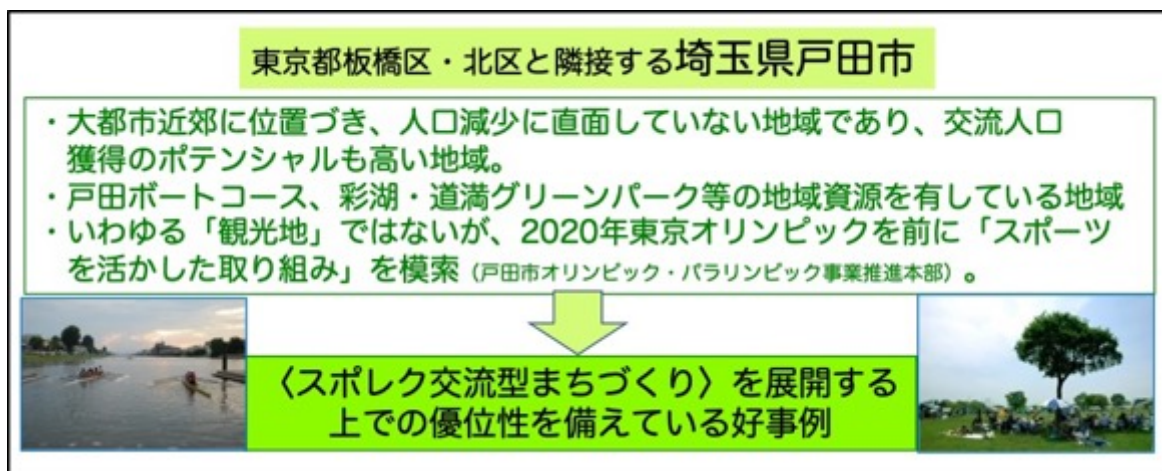 東京都板橋区・北区と隣接する埼玉県戸田市
・大都市近郊に位置づき、人口減少に直面していない地域であり、交流人口
獲得のポテンシャルも高い地域。
・戸田ボートコース、彩湖・道満グリーンパーク等の地域資源を有している地域
・いわゆる「観光地」ではないが、2020年東京オリンピックを前に「スポーツ
を活かした取り組み」を模索（戸田市オリンピック・パラリンピック事業推進本部）。
〈スポレク交流型まちづくり〉を展開する
上での優位性を備えている好事例